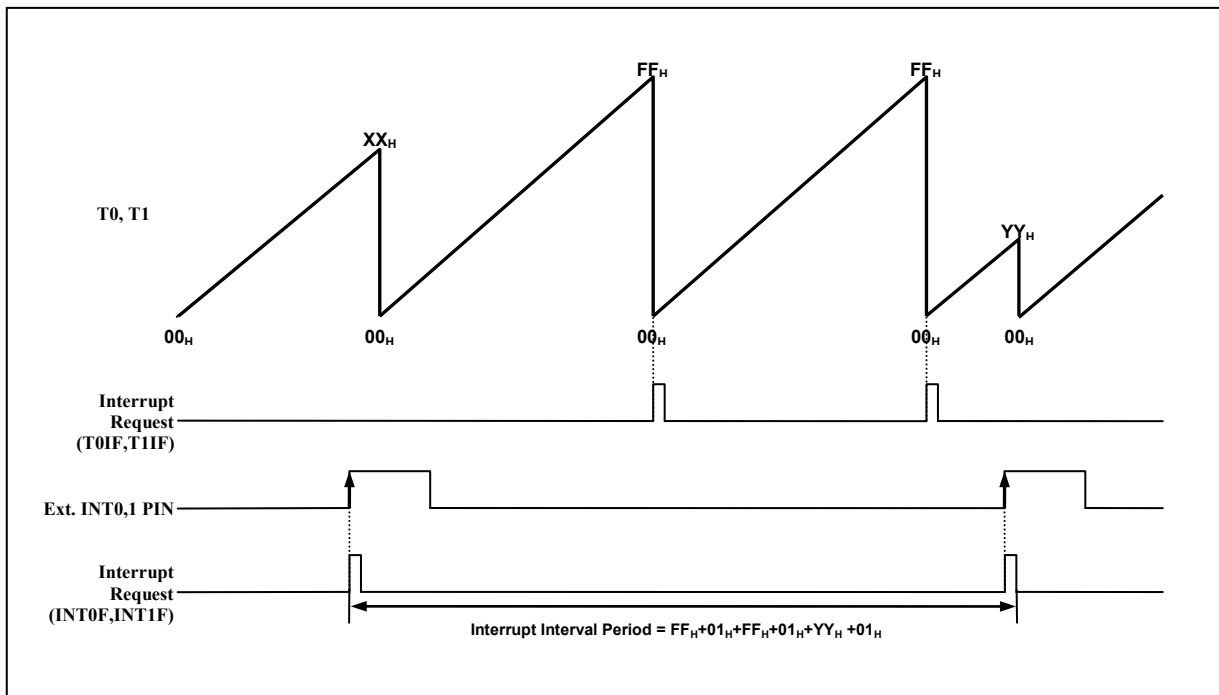 FFH FFH
XXH
T0, T1
YYH
00H 00H 00H 00H 00H
Interrupt
Request
(T0IF,T1IF)
Ext. INT0,1 PIN
Interrupt
Request
(INT0F,INT1F)
Interrupt Interval Period = FFH+01H+FFH+01H+YYH +01H